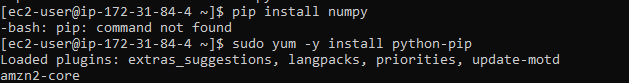 [ec2-user@ip-172-31-84-4 ~]$ pip install numpy
-bash: pip: command not found
[ec2-user@ip-172-31-84-4 ~]$ sudo yum -y install python-pip
Loaded plugins: extras_suggestions, langpacks, priorities, update-motd
amzn2-core